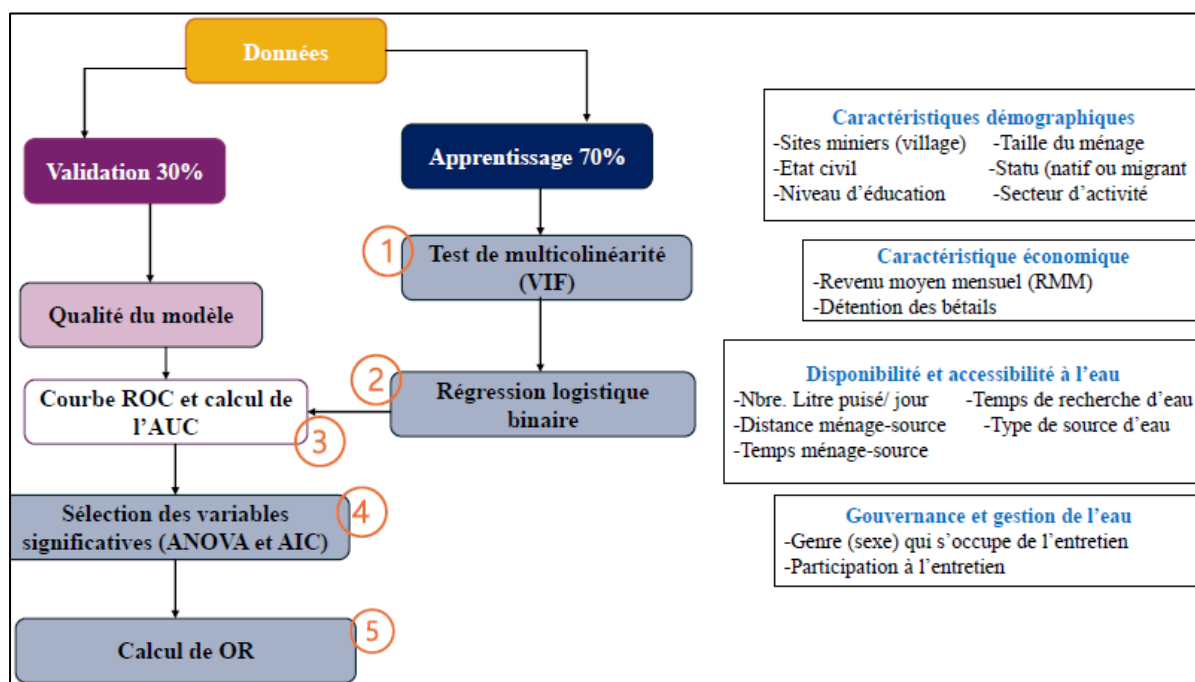 Données
Validation 30%
Apprentissage 70%
1
Test de multicolinéarité
(VIF)
Qualité du modèle
2
Régression logistique
binaire
Courbe ROC et calcul de
l'AUC
3
4
Sélection des variables
significatives (ANOVA et AIC)
5
Calcul de OR
Caractéristiques démographiques
-Sites miniers (village) -Taille du ménage
-Etat civil -Statu (natif ou migrant
-Niveau d'éducation -Secteur d'activité
Caractéristique économique
-Revenu moyen mensuel (RMM)
-Détention des bétails
Disponibilité et accessibilité à l'eau
-Nbre. Litre puisé/ jour -Temps de recherche d'eau
-Distance ménage-source -Type de source d'eau
-Temps ménage-source
Gouvernance et gestion de l'eau
-Genre (sexe) qui s'occupe de l'entretien
-Participation à l'entretien